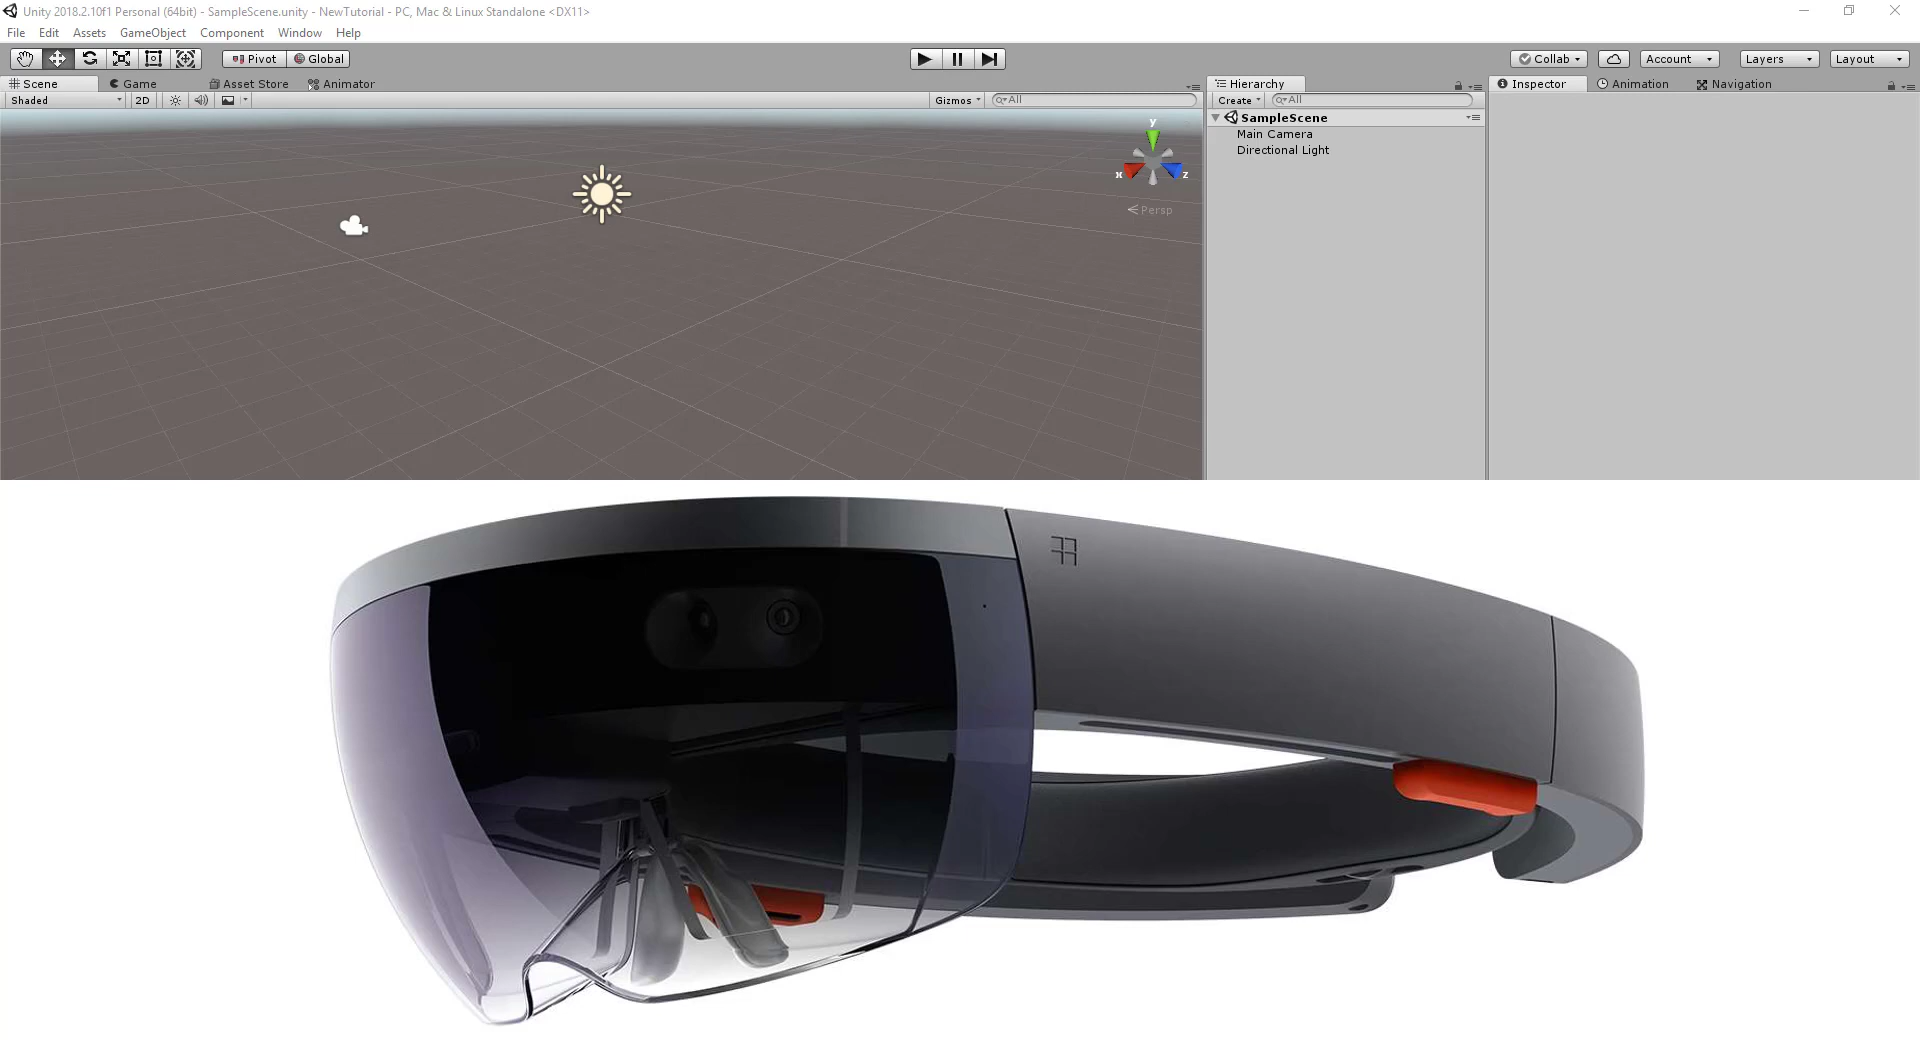 Unity 2018.2.10f1 Personal (64bit) - SampleScene.unity - NewTutorial - PC, Mac & Linux Standalone <DX11>
File Edit Assets GameObject Component Window Help
Pivot Global Collab Account Layers Layout
Scene Game Asset Store Animator Hierarchy Inspector Animation Navigation
Shaded 2D Gizmos All Create All
SampleScene
Main Camera
Directional Light
y
x z
Persp